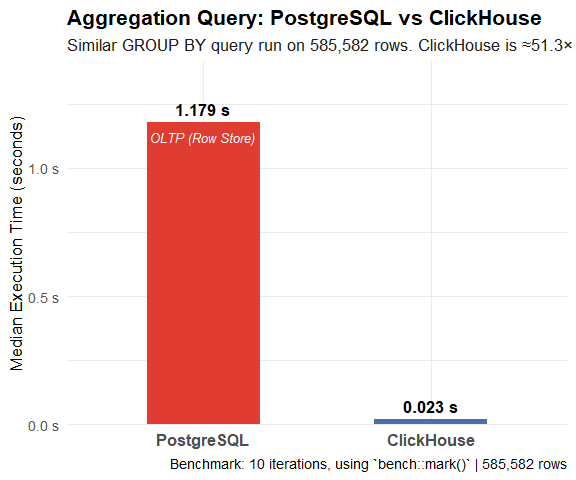 Aggregation Query: PostgreSQL vs ClickHouse
Similar GROUP BY query run on 585,582 rows. ClickHouse is ≈51.3×
Median Execution Time (seconds)
1.0 s
0.5 s
0.0 s
1.179 s
OLTP (Row Store)
0.023 s
PostgreSQL
ClickHouse
Benchmark: 10 iterations, using `bench::mark()` | 585,582 rows